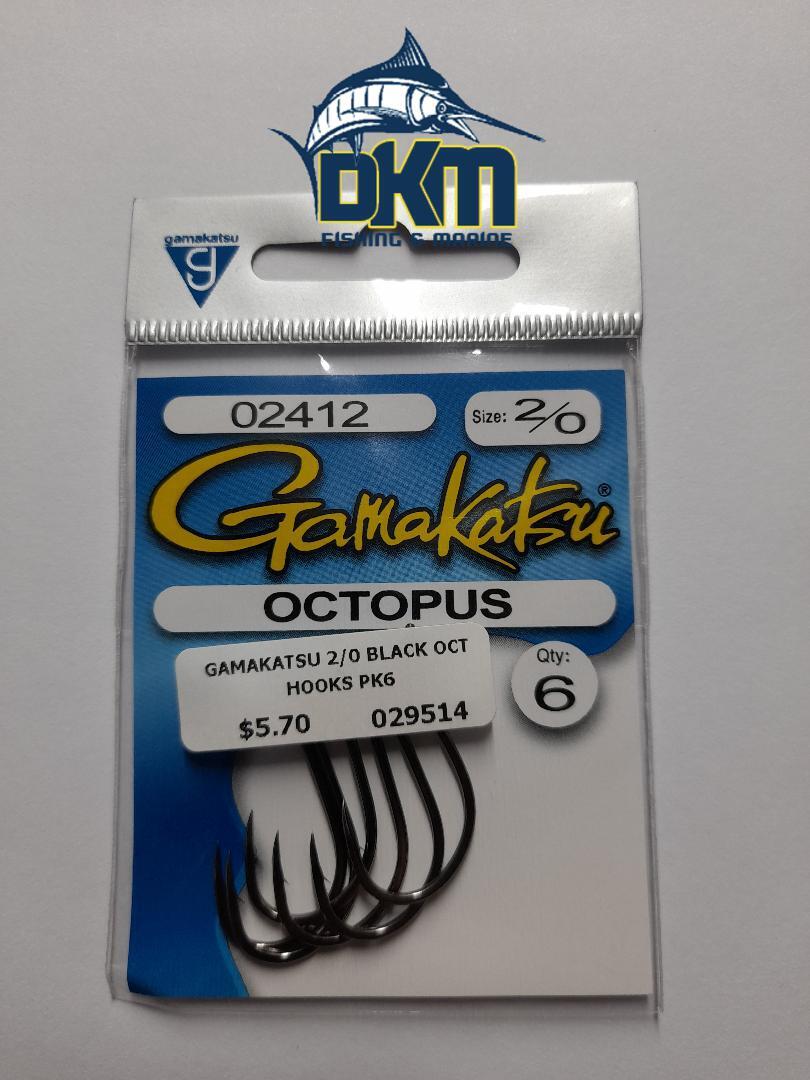 DKM
FISHING & MARINE
gamakatsu
g
02412
Size: 2/0
Gamakatsu®
OCTOPUS
GAMAKATSU 2/0 BLACK OCT
HOOKS PK6
$5.70 029514
Qty:
6